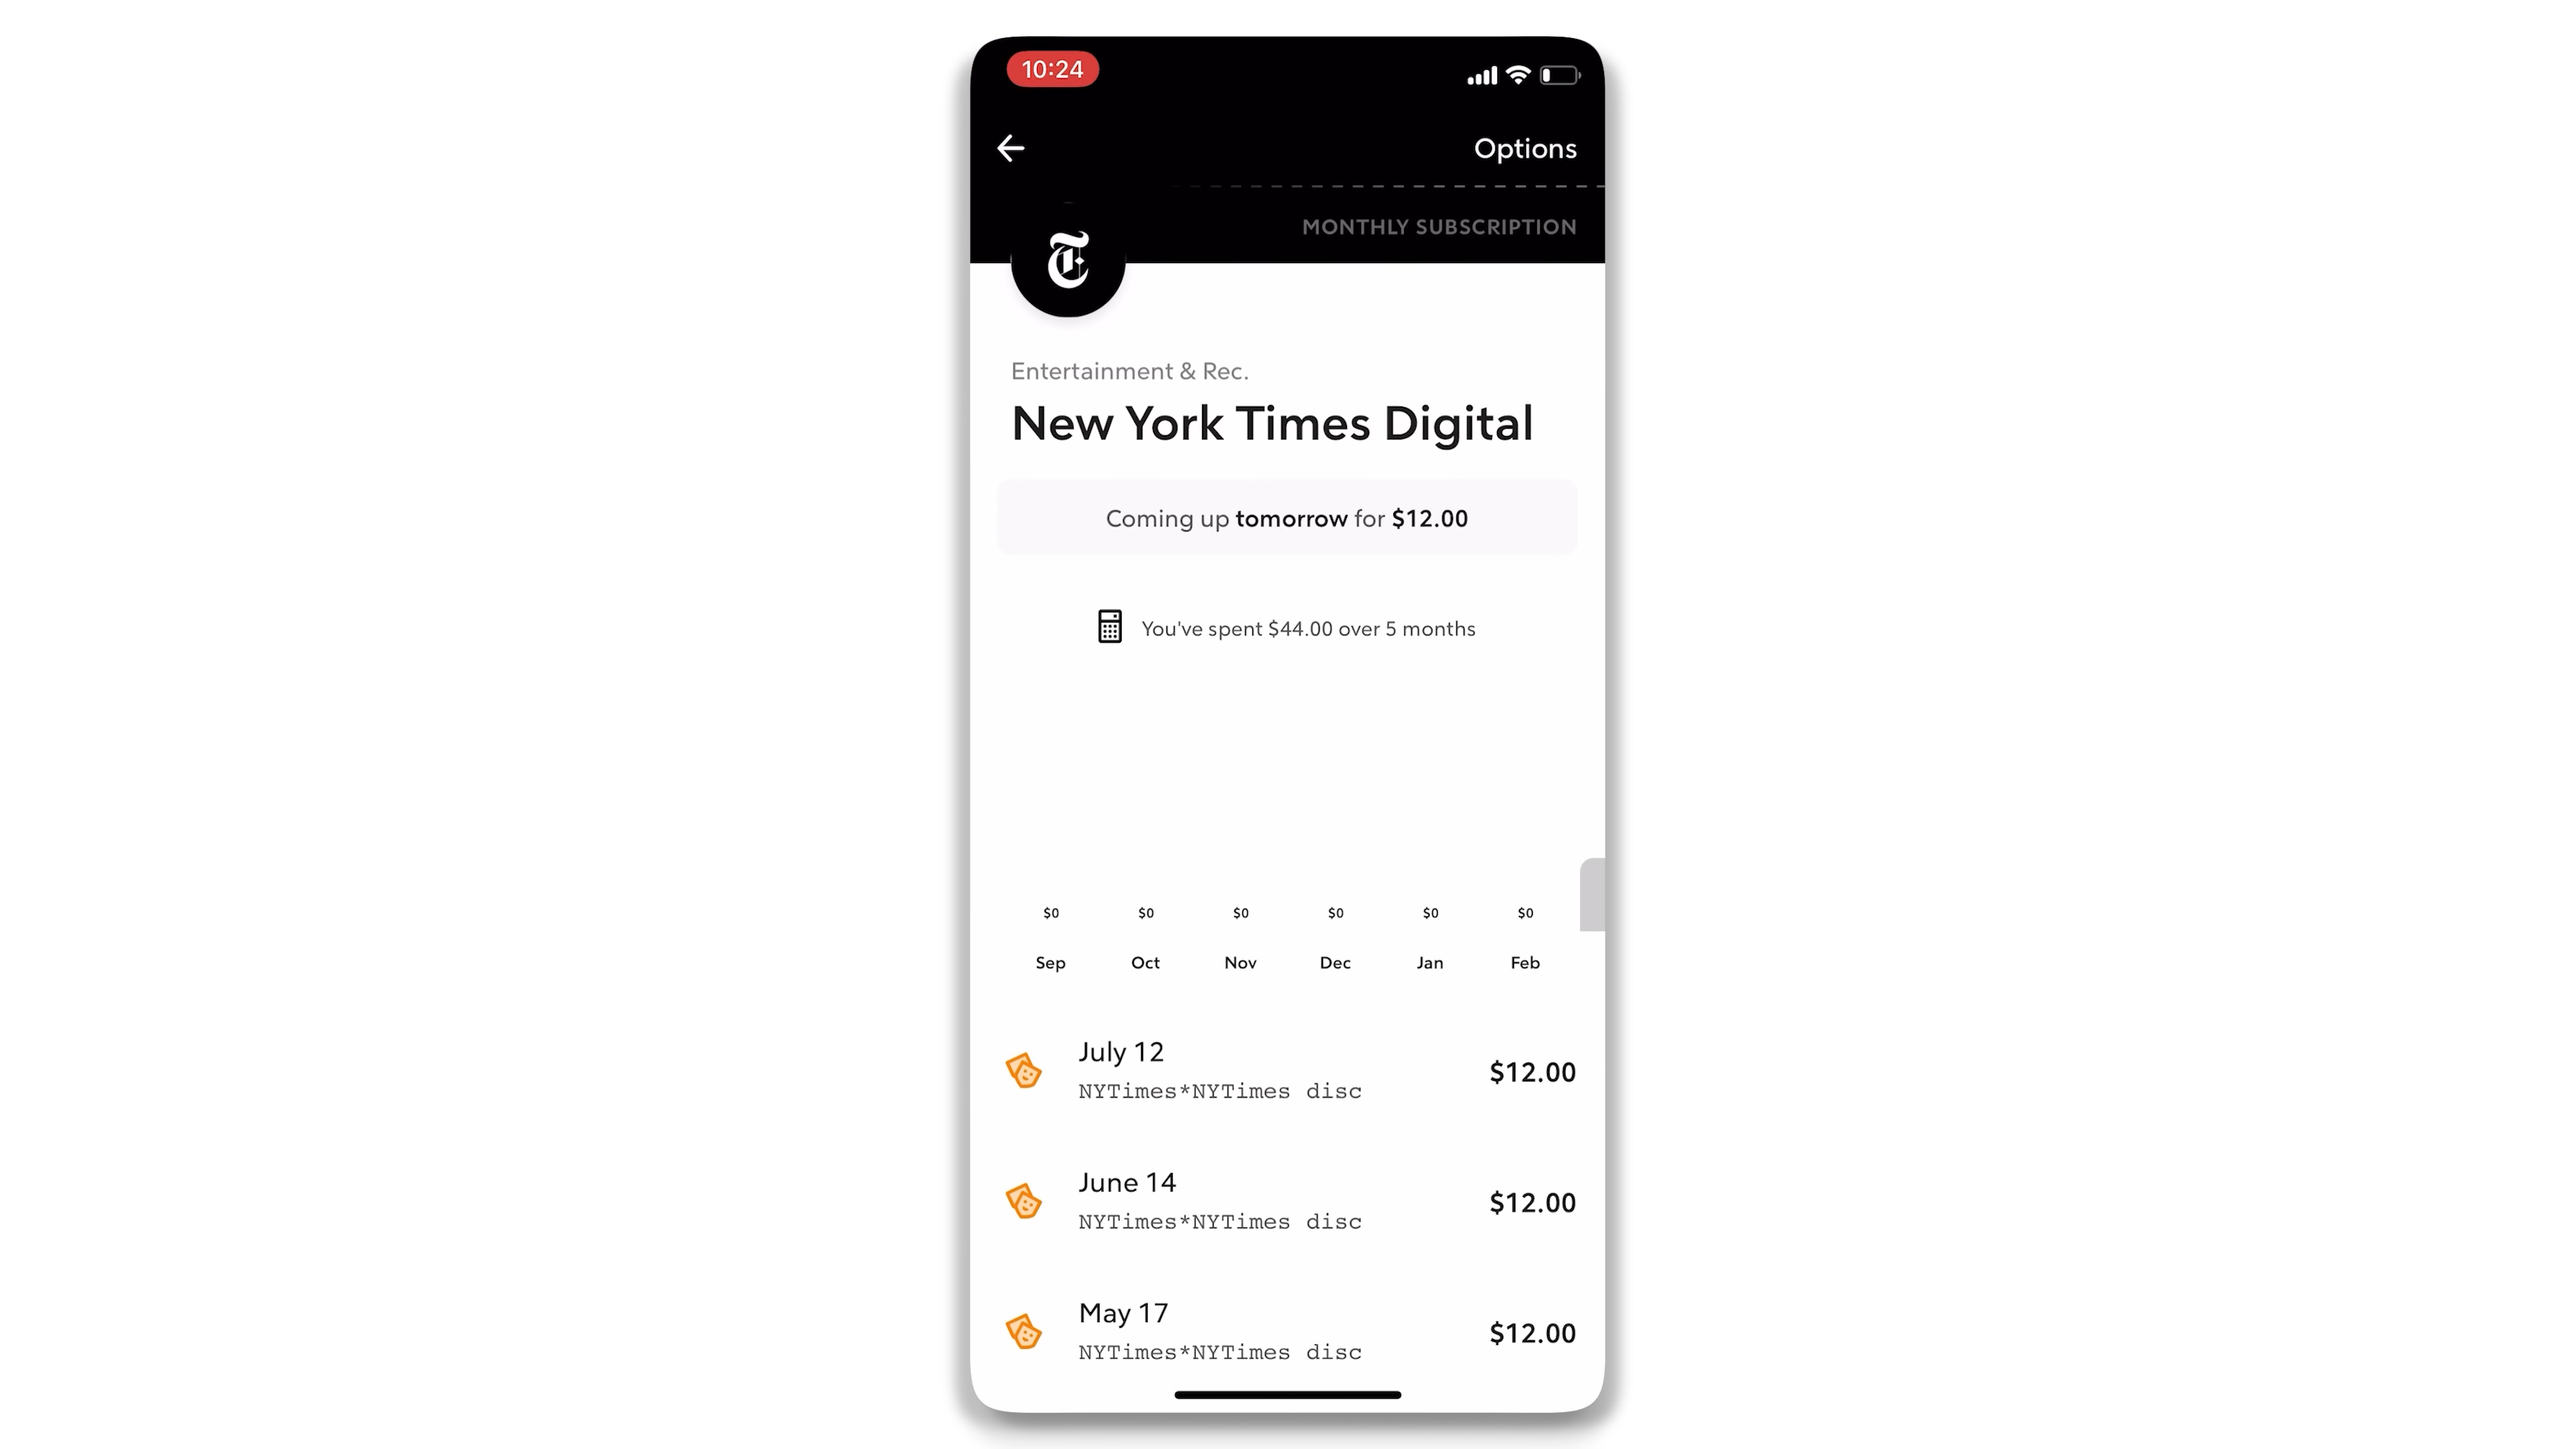 10:24
Options
MONTHLY SUBSCRIPTION
T
Entertainment & Rec.
New York Times Digital
Coming up tomorrow for $12.00
You've spent $44.00 over 5 months
$0 $0 $0 $0 $0 $0
Sep Oct Nov Dec Jan Feb
July 12
NYTimes*NYTimes disc
$12.00
June 14
NYTimes*NYTimes disc
$12.00
May 17
NYTimes*NYTimes disc
$12.00